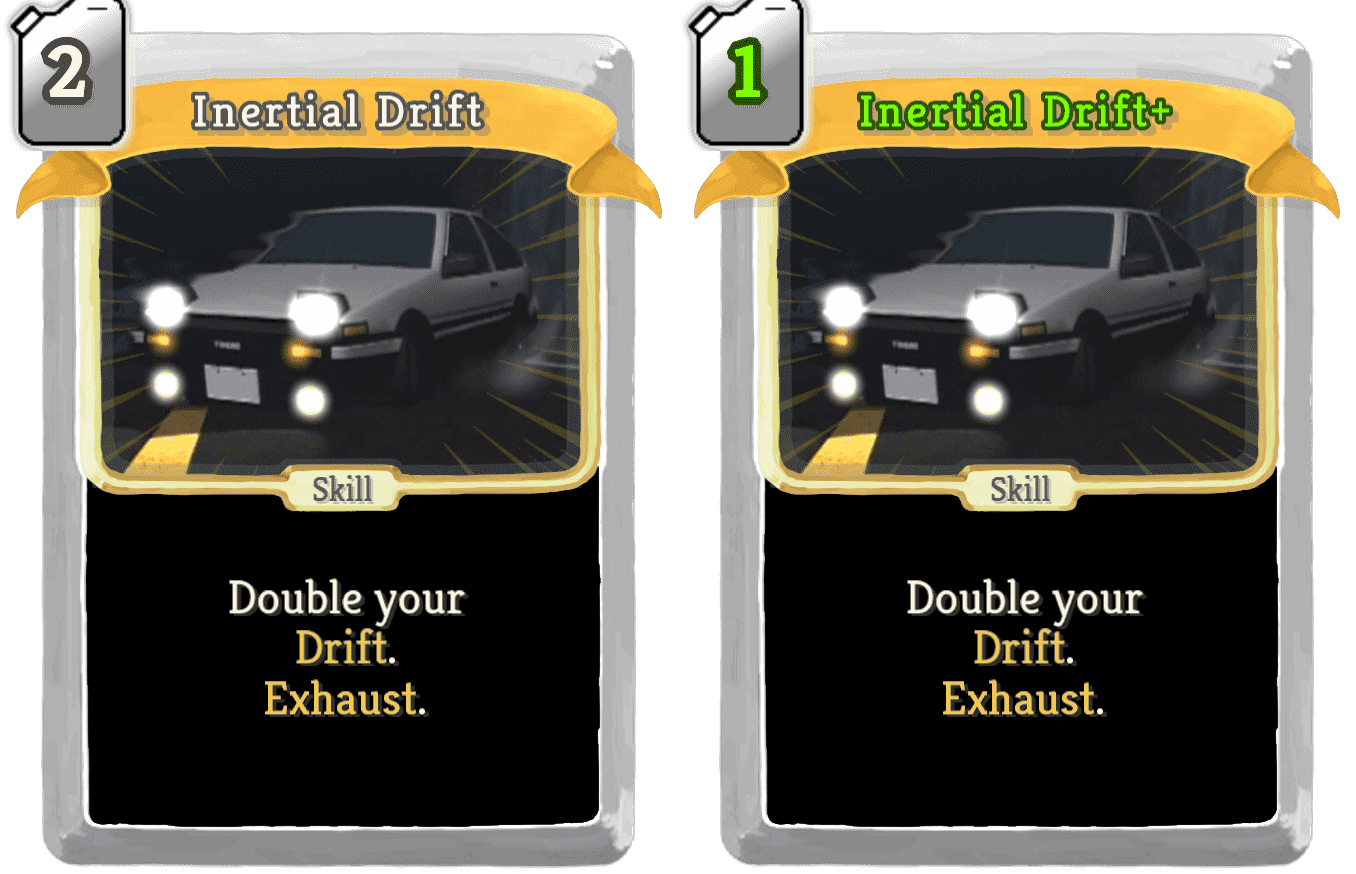 2
Inertial Drift
Skill
Double your
Drift.
Exhaust.
1
Inertial Drift+
Skill
Double your
Drift.
Exhaust.